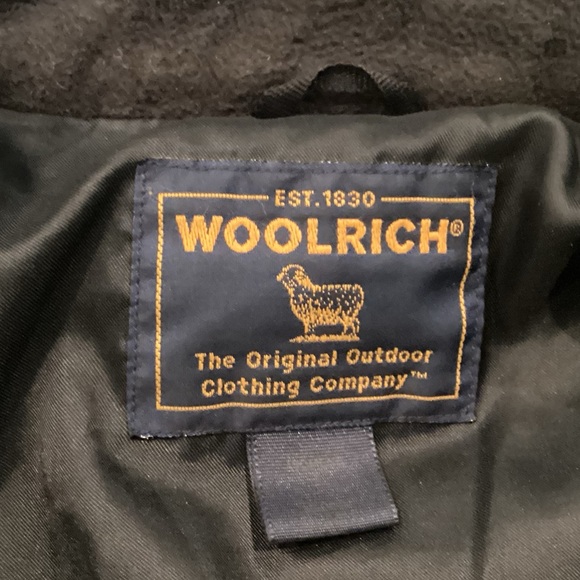 EST. 1830
WOOLRICH®
The Original Outdoor
Clothing Company™